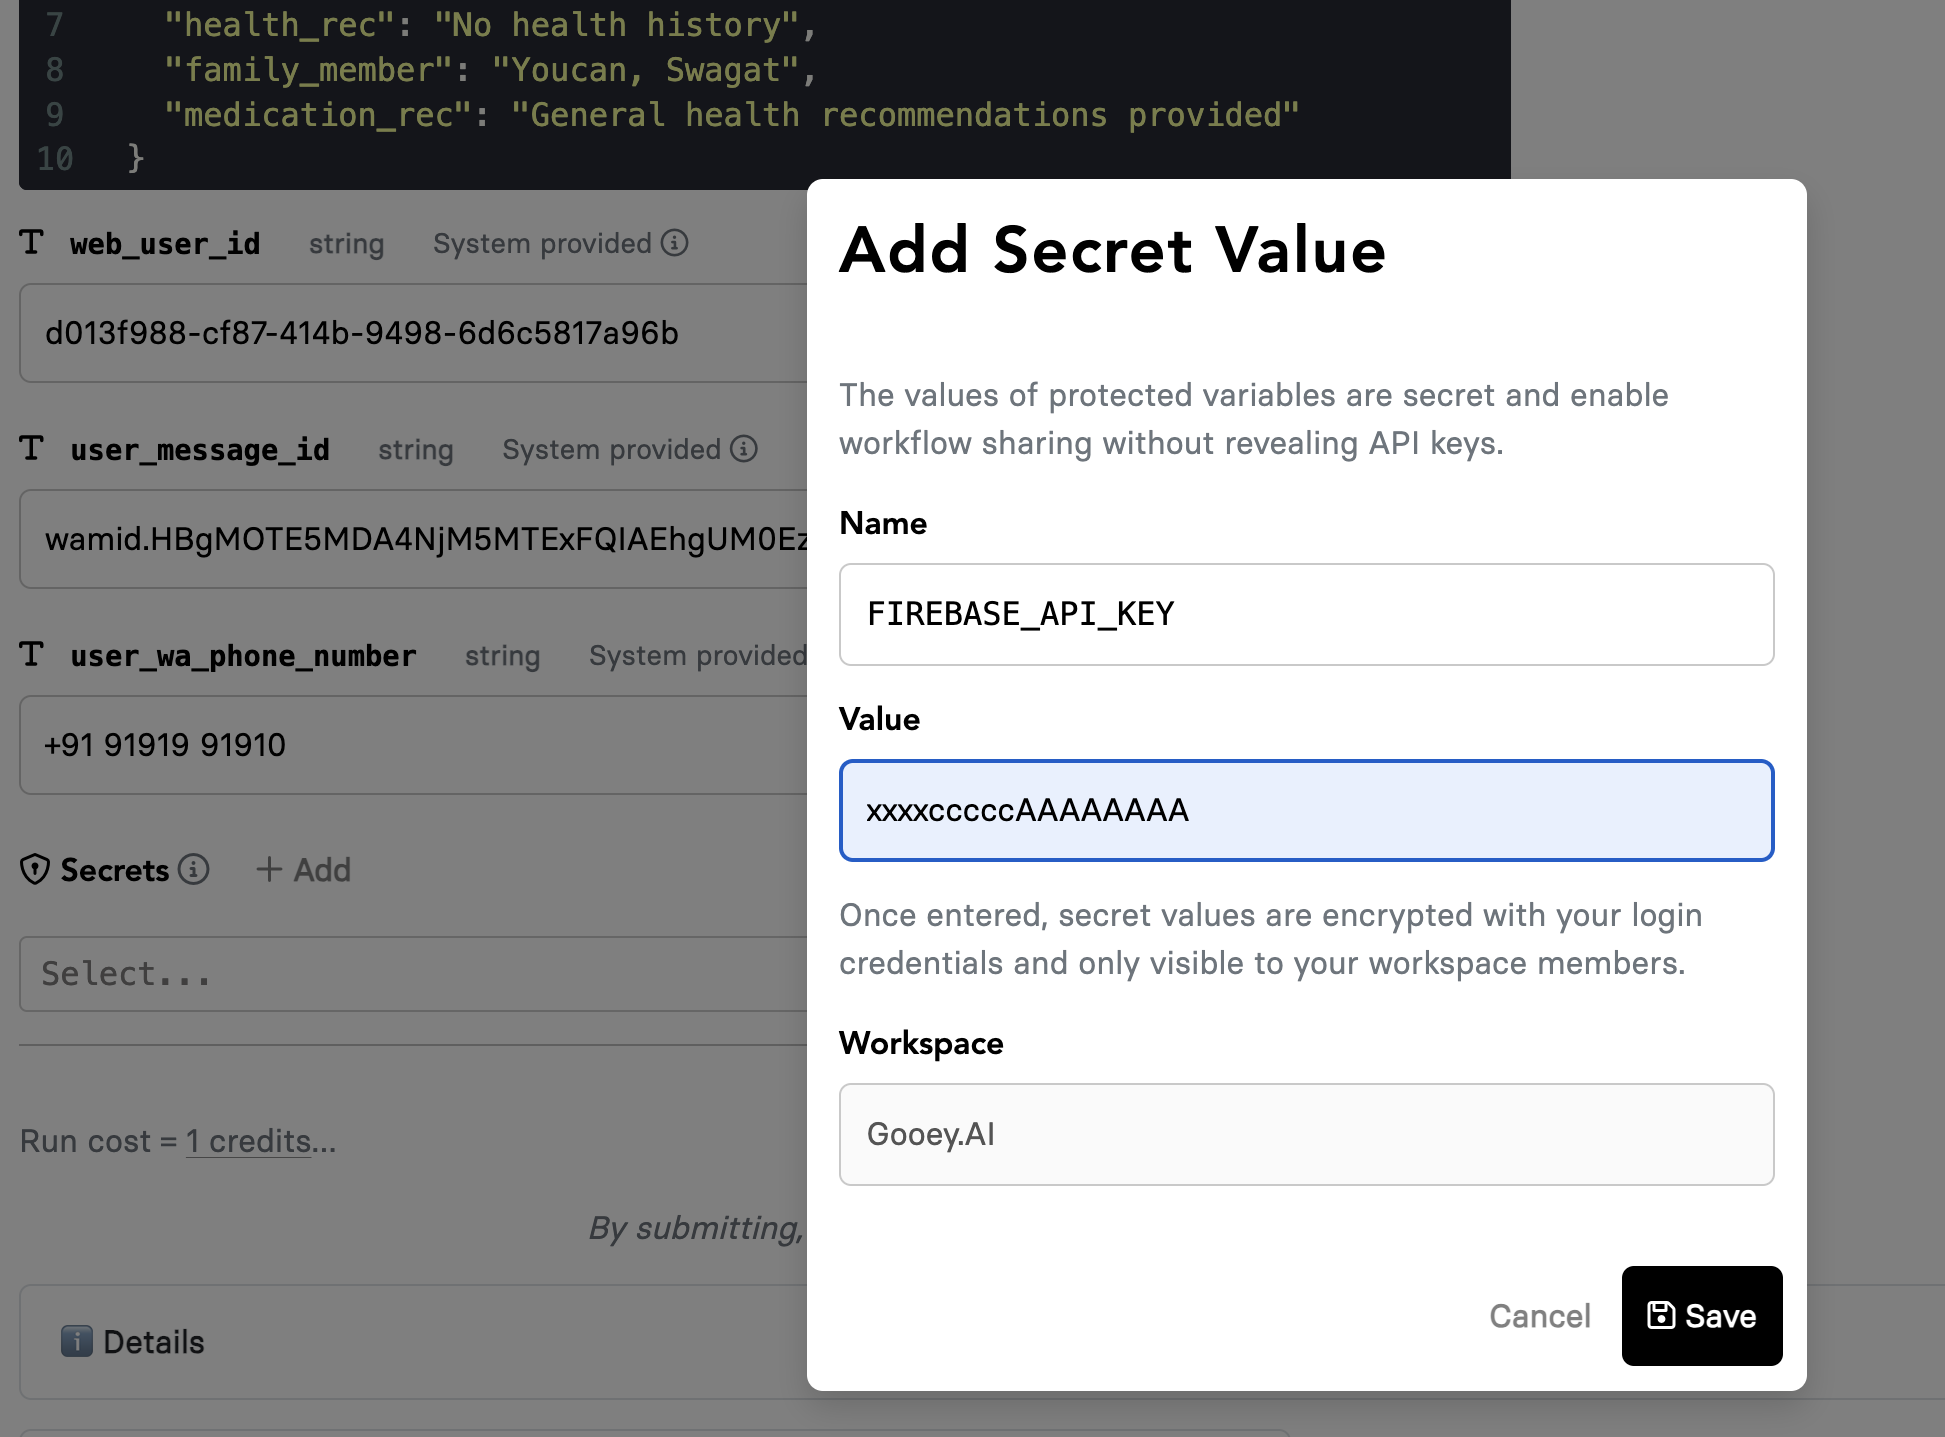 7 "health_rec": "No health history",
8 "family_member": "Youcan, Swagat",
9 "medication_rec": "General health recommendations provided"
10 }
web_user_id string System provided
d013f988-cf87-414b-9498-6d6c5817a96b
user_message_id string System provided
wamid.HBgMOTE5MDA4NjM5MTExFQIAEhgUM0Ez
user_wa_phone_number string System provided
+91 91919 91910
Secrets + Add
Select...
Run cost = 1 credits...
By submitting,
Details
Add Secret Value
The values of protected variables are secret and enable
workflow sharing without revealing API keys.
Name
FIREBASE_API_KEY
Value
xxxxcccccAAAAAAAA
Once entered, secret values are encrypted with your login
credentials and only visible to your workspace members.
Workspace
Gooey.AI
Cancel Save